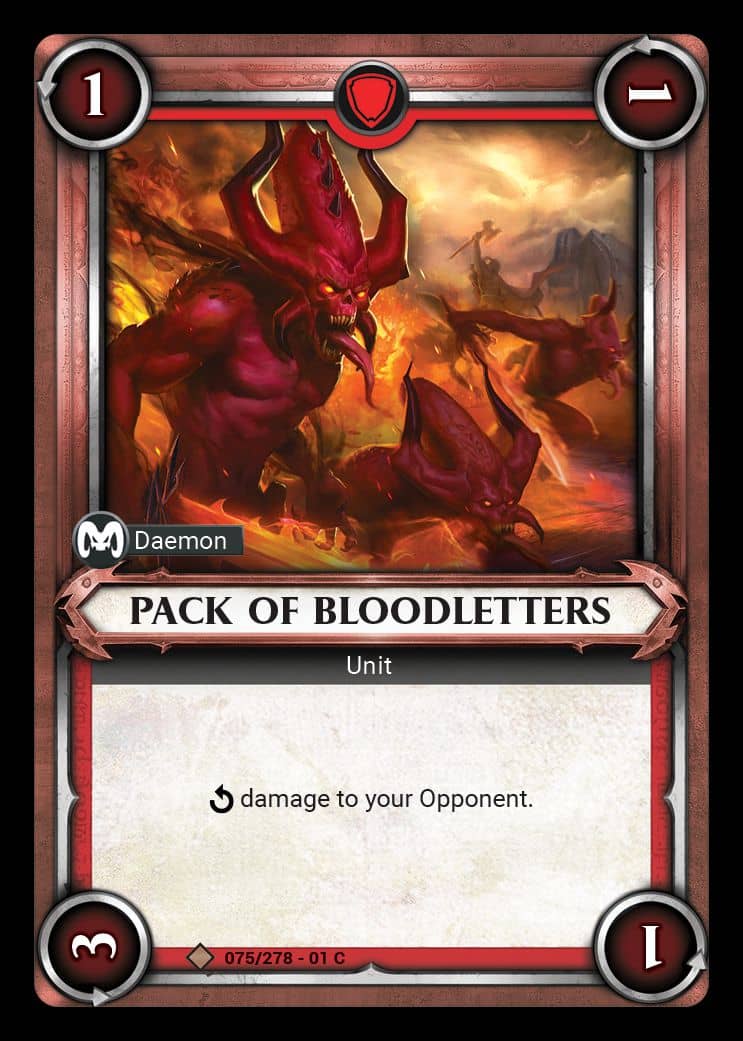 1 1
Daemon
PACK OF BLOODLETTERS
Unit
damage to your Opponent.
3 1
075/278 - 01 C